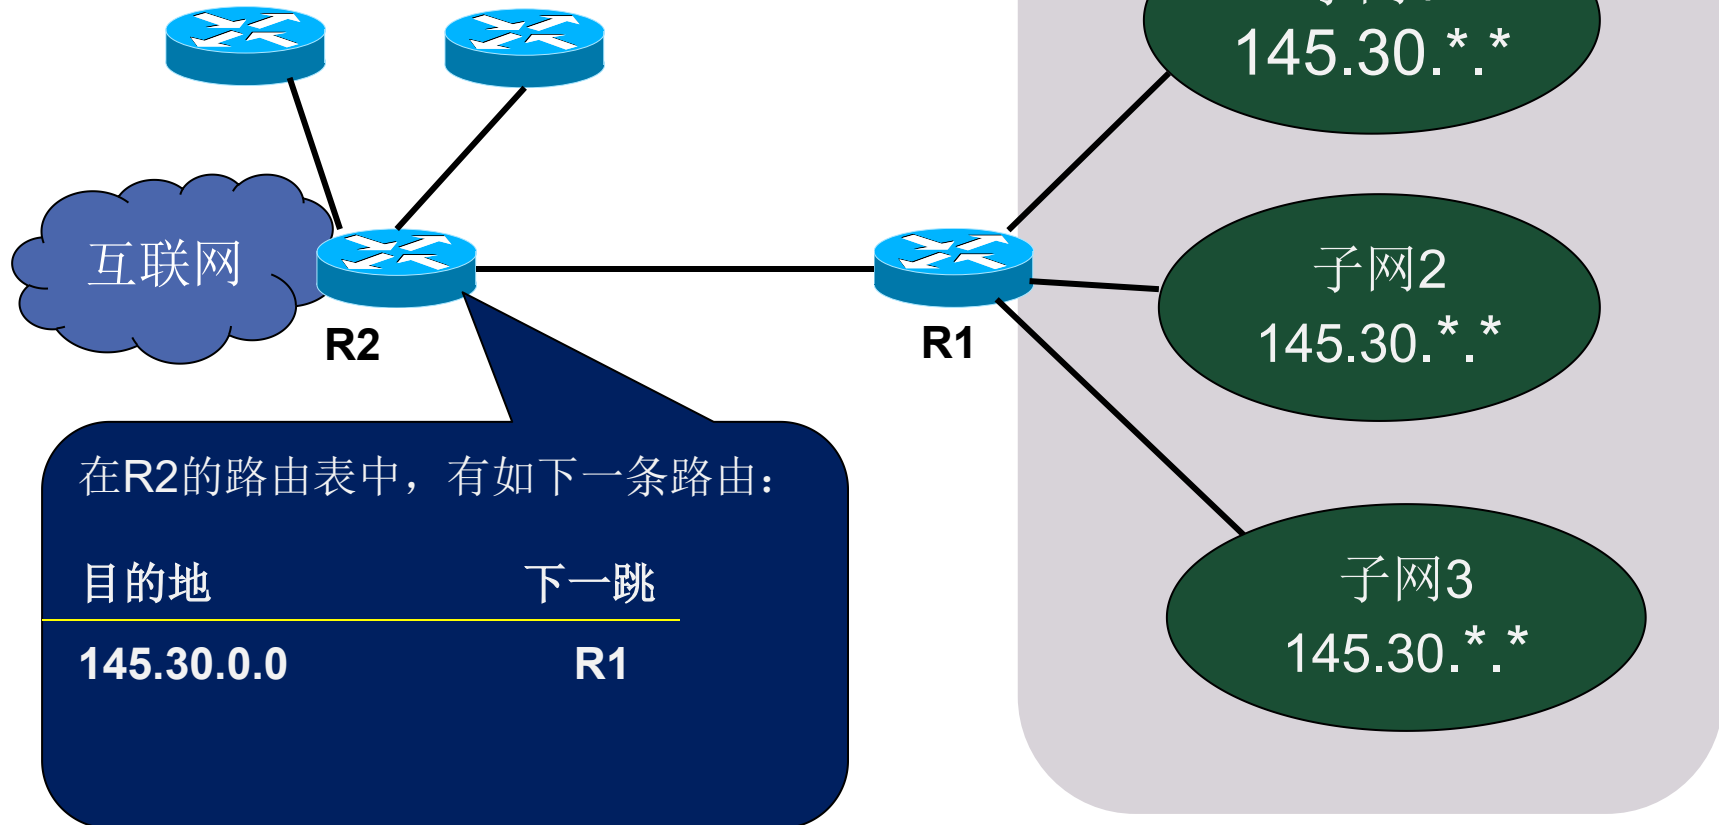 145.30.*.*
互联网
子网2
145.30.*.*
R2
R1
在R2的路由表中，有如下一条路由：
目的地 下一跳
145.30.0.0 R1
子网3
145.30.*.*